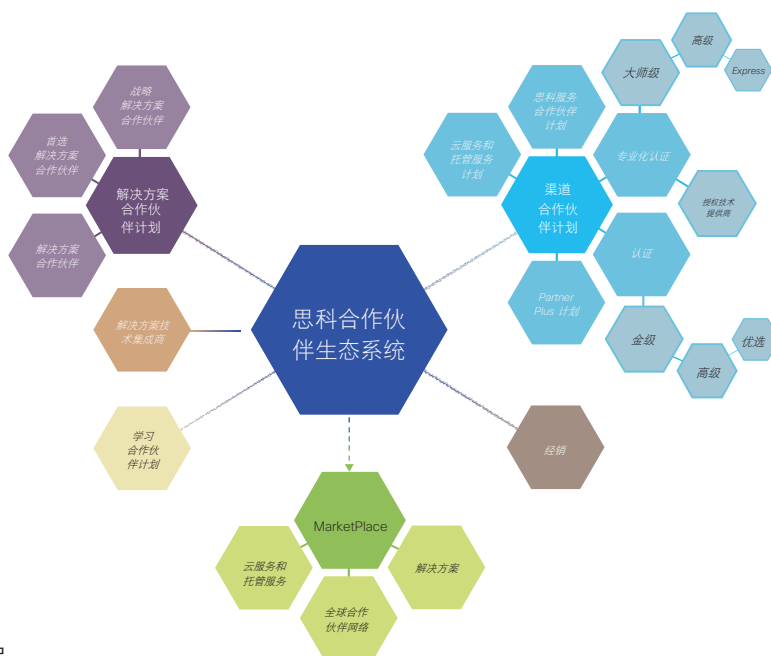 战略
解决方案
合作伙伴
首选
解决方案
合作伙伴
解决方案
合作伙伴
解决方案
合作伙
伴计划
解决方案技
术集成商
学习
合作伙
伴计划
思科合作伙
伴生态系统
云服务和
托管服务
计划
思科服务
合作伙伴
计划
渠道
合作伙
伴计划
Partner
Plus 计划
大师级
高级
Express
专业化认证
授权技术
提供商
认证
金级
高级
优选
经销
MarketPlace
云服务和
托管服务
全球合作
伙伴网络
解决方案